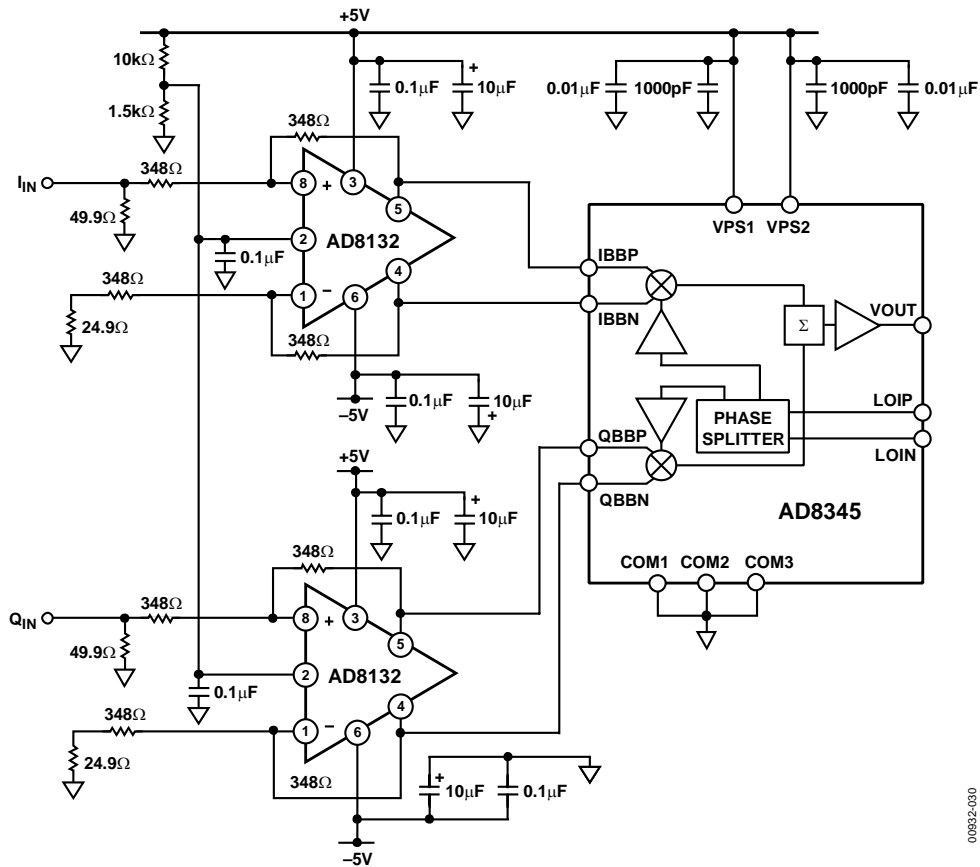 +5V
10kΩ
1.5kΩ
0.1μF
+
10μF
0.01μF
1000pF
1000pF
0.01μF
348Ω
348Ω
IIN
49.9Ω
8
+
3
5
2
AD8132
0.1μF
4
1
−
6
348Ω
24.9Ω
348Ω
0.1μF
10μF
+
−5V
VPS1
VPS2
IBBP
IBBN
Σ
VOUT
PHASE
SPLITTER
LOIP
LOIN
QBBP
QBBN
AD8345
COM1
COM2
COM3
+5V
0.1μF
+
10μF
348Ω
348Ω
QIN
49.9Ω
8
+
3
5
2
AD8132
0.1μF
4
1
−
6
348Ω
24.9Ω
348Ω
+
10μF
0.1μF
−5V
00932-030